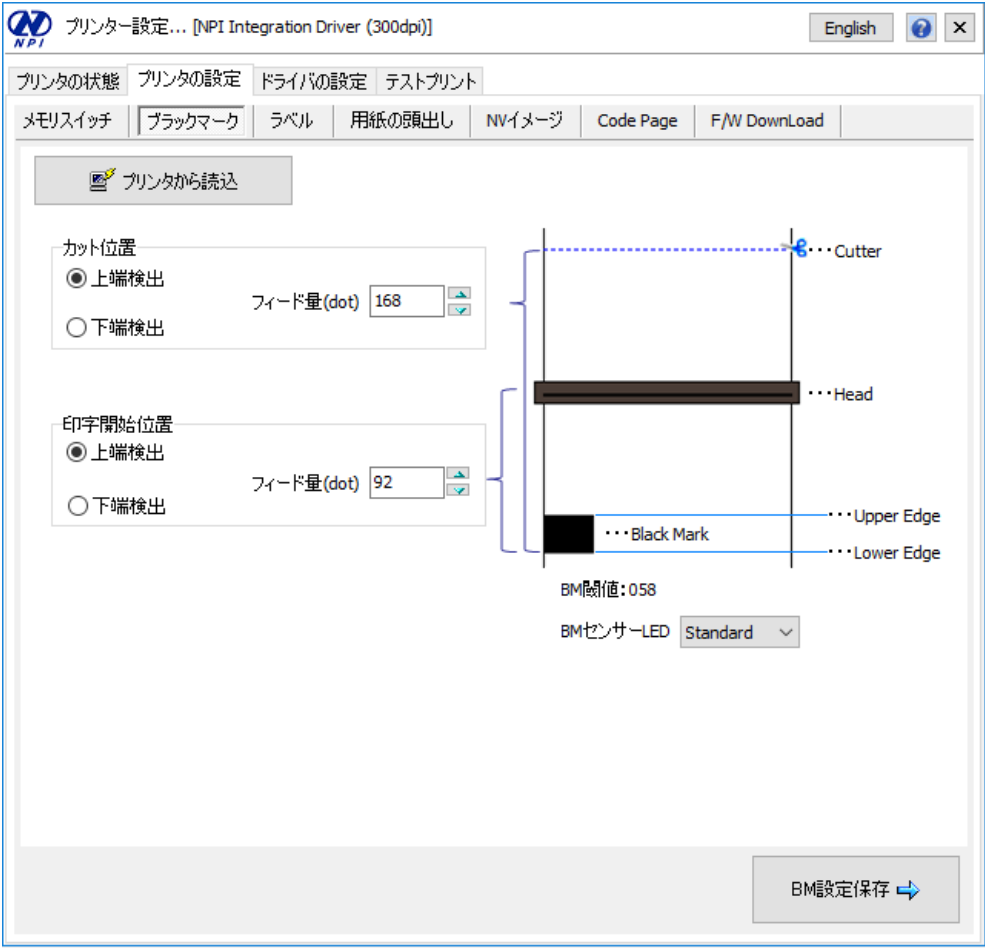 NPI プリンター設定... [NPI Integration Driver (300dpi)] English ? ×
プリンタの状態 プリンタの設定 ドライバの設定 テストプリント
メモリスイッチ ブラックマーク ラベル 用紙の頭出し NVイメージ Code Page F/W DownLoad
プリンタから読込
カット位置
上端検出
フィード量(dot) 168
下端検出
･･･Cutter
･･･Head
印字開始位置
上端検出
フィード量(dot) 92
下端検出
･･･Upper Edge
･･･Black Mark
･･･Lower Edge
BM閾値:058
BMセンサーLED Standard
BM設定保存